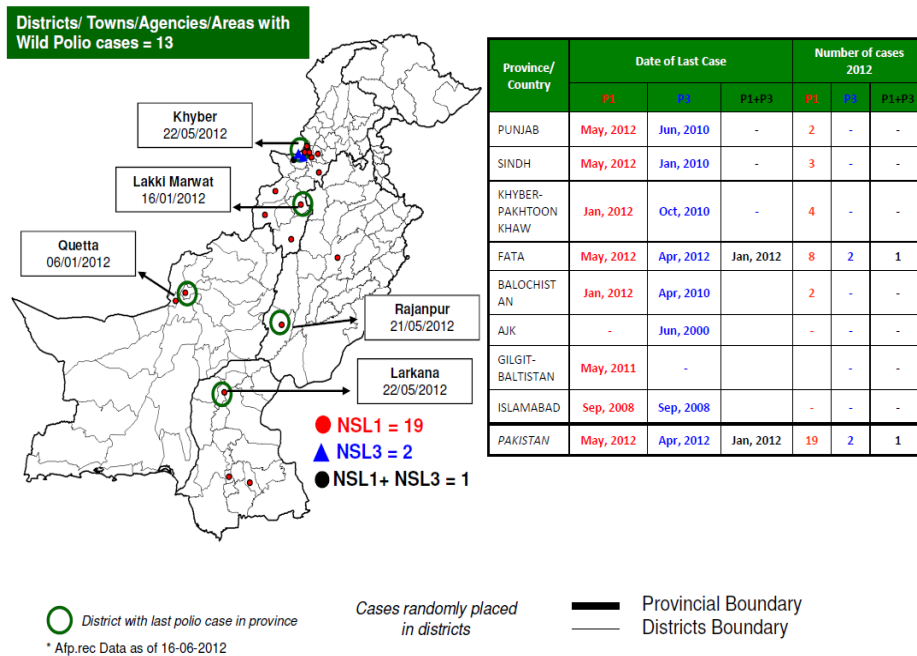 Districts/ Towns/Agencies/Areas with
Wild Polio cases = 13
Khyber
22/05/2012
Lakki Marwat
16/01/2012
Quetta
06/01/2012
Rajanpur
21/05/2012
Larkana
22/05/2012
NSL1 = 19
NSL3 = 2
NSL1+ NSL3 = 1
Province/ Country Date of Last Case Number of cases 2012
P1 P3 P1+P3 P1 P3 P1+P3
PUNJAB May, 2012 Jun, 2010 - 2 - -
SINDH May, 2012 Jan, 2010 - 3 - -
KHYBER-
PAKHTOON
KHAW Jan, 2012 Oct, 2010 - 4 - -
FATA May, 2012 Apr, 2012 Jan, 2012 8 2 1
BALOCHIST
AN Jan, 2012 Apr, 2010 2 - -
AJK - Jun, 2000 - - -
GILGIT-
BALTISTAN May, 2011 -
ISLAMABAD Sep, 2008 Sep, 2008 - - -
PAKISTAN May, 2012 Apr, 2012 Jan, 2012 19 2 1
District with last polio case in province
* Afp.rec Data as of 16-06-2012
Cases randomly placed
in districts
Provincial Boundary
Districts Boundary